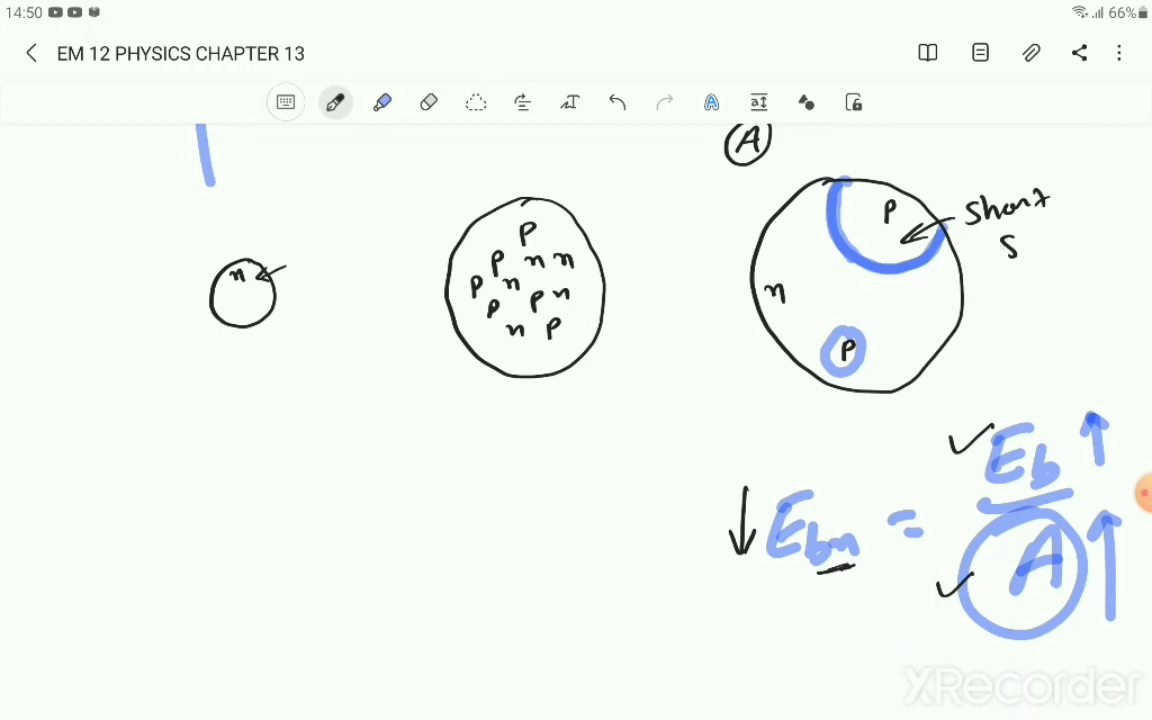 14:50
66%
EM 12 PHYSICS CHAPTER 13
A
P
short
S
n
P
n
P
P n n
P n P n
P
n P
Ebn = Eb
A
XRecorder